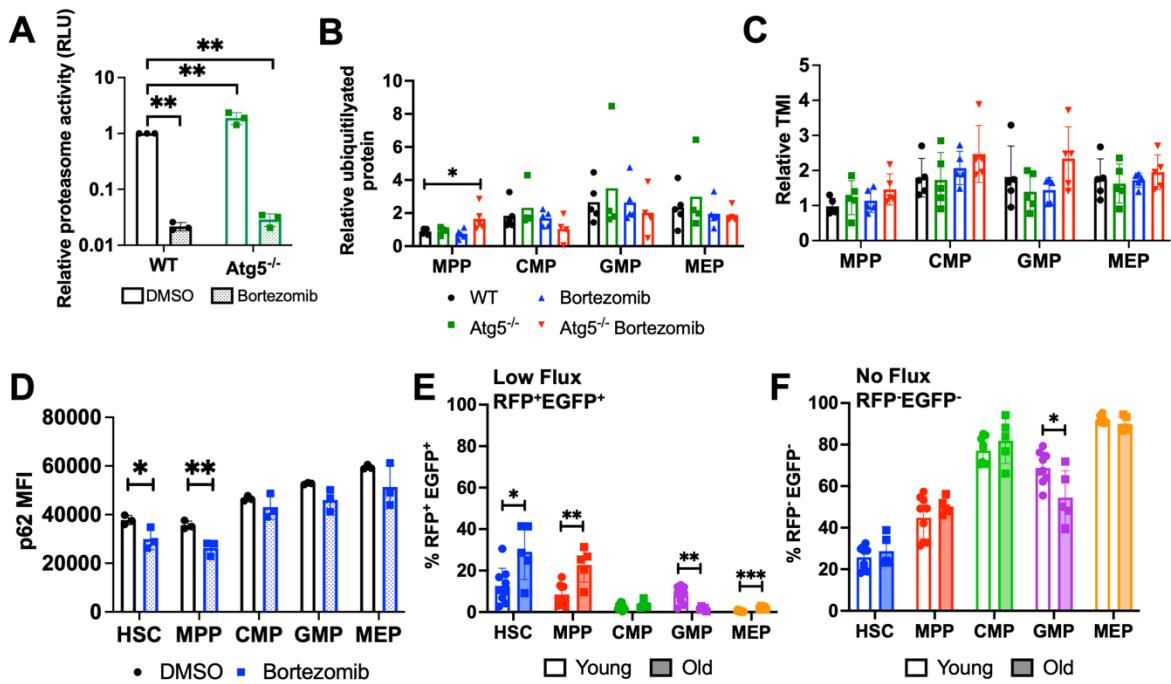 A
Relative proteasome activity (RLU)
**
**
**
10
1
0.1
0.01
WT
Atg5-/-
DMSO
Bortezomib
B
Relative ubiquitilyated
protein
10
8
6
4
2
0
*
MPP
CMP
GMP
MEP
WT
Bortezomib
Atg5-/-
Atg5-/- Bortezomib
C
Relative TMI
5
4
3
2
1
0
MPP
CMP
GMP
MEP
D
p62 MFI
80000
60000
40000
20000
0
*
**
HSC
MPP
CMP
GMP
MEP
DMSO
Bortezomib
E
Low Flux
RFP+EGFP+
% RFP+ EGFP+
100
80
60
40
20
0
*
**
**
***
HSC
MPP
CMP
GMP
MEP
Young
Old
F
No Flux
RFP-EGFP-
% RFP- EGFP-
100
80
60
40
20
0
*
HSC
MPP
CMP
GMP
MEP
Young
Old